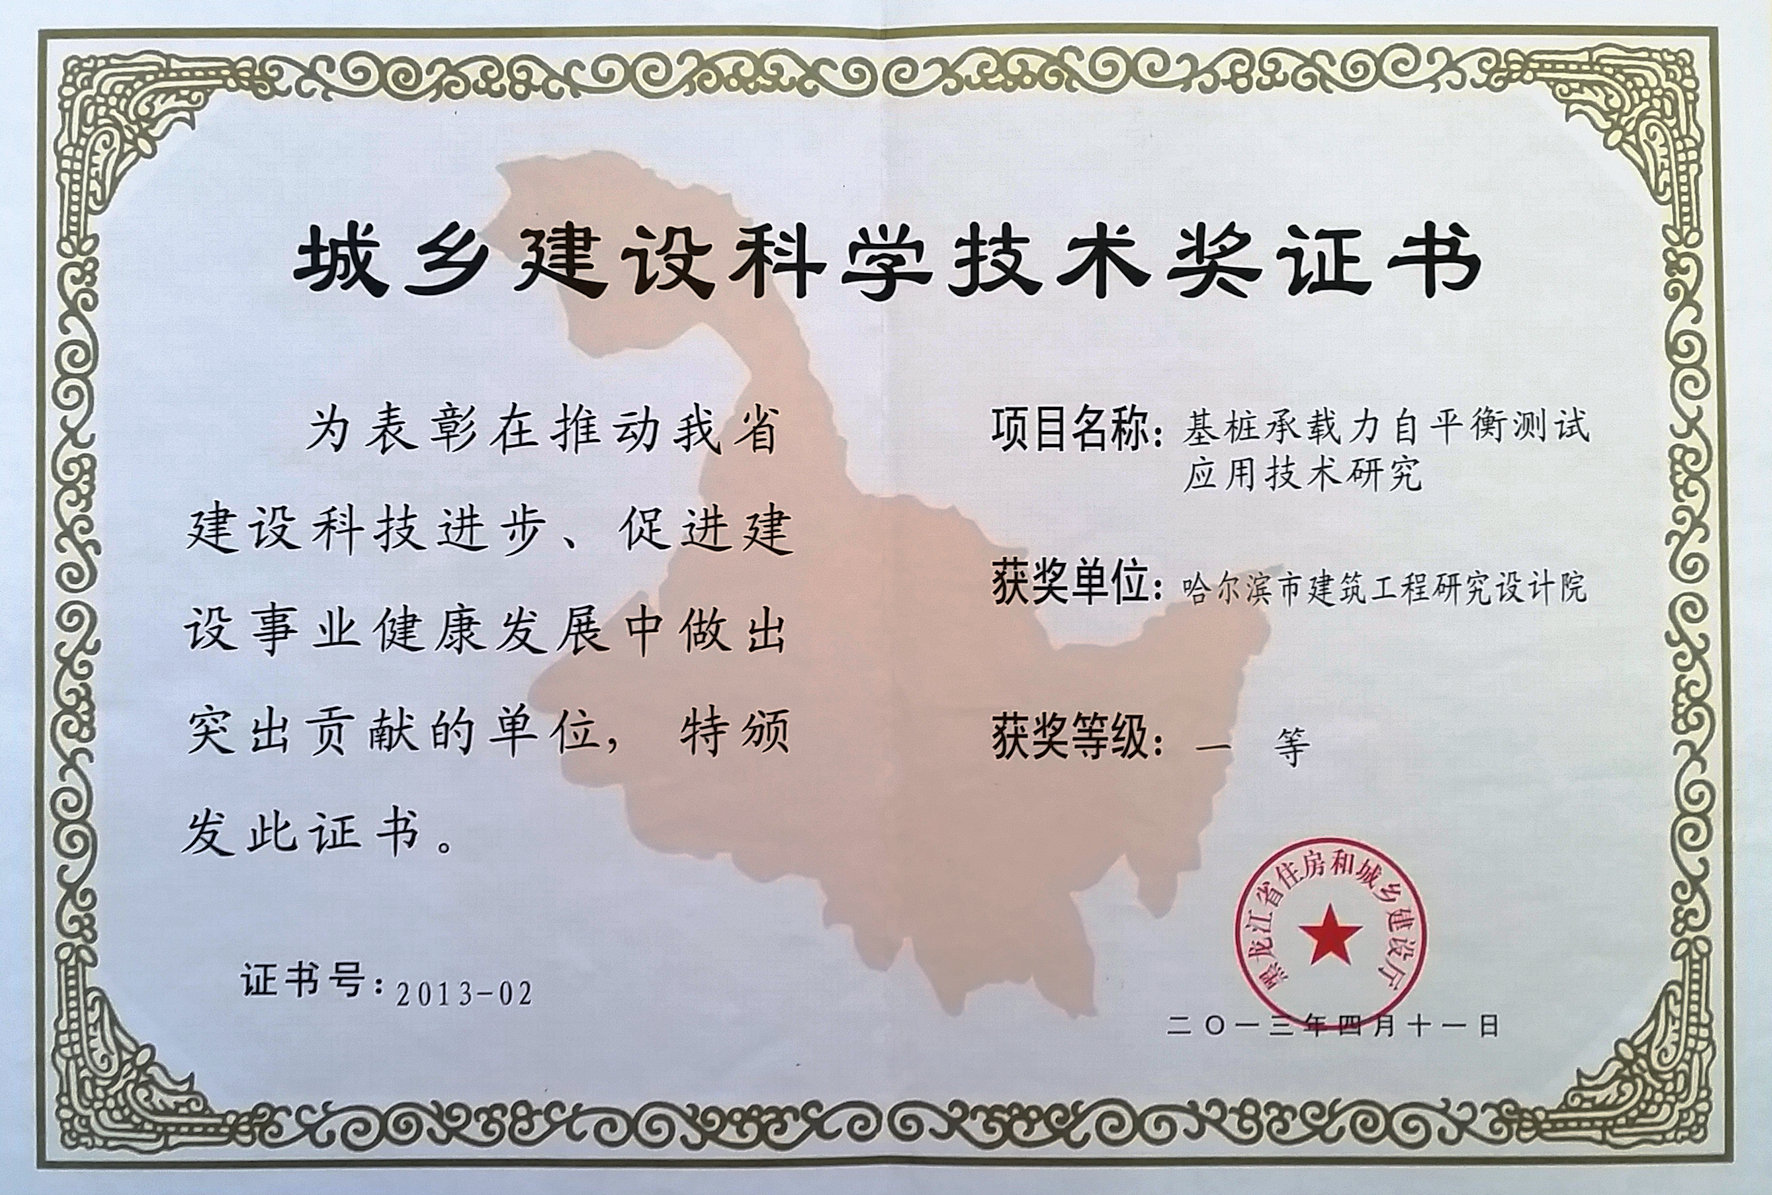 城乡建设科学技术奖证书
为表彰在推动我省
建设科技进步、促进建
设事业健康发展中做出
突出贡献的单位，特颁
发此证书。
证书号：2013-02
项目名称：基桩承载力自平衡测试
应用技术研究
获奖单位：哈尔滨市建筑工程研究设计院
获奖等级：一 等
黑龙江省住房和城乡建设厅
二〇一三年四月十一日